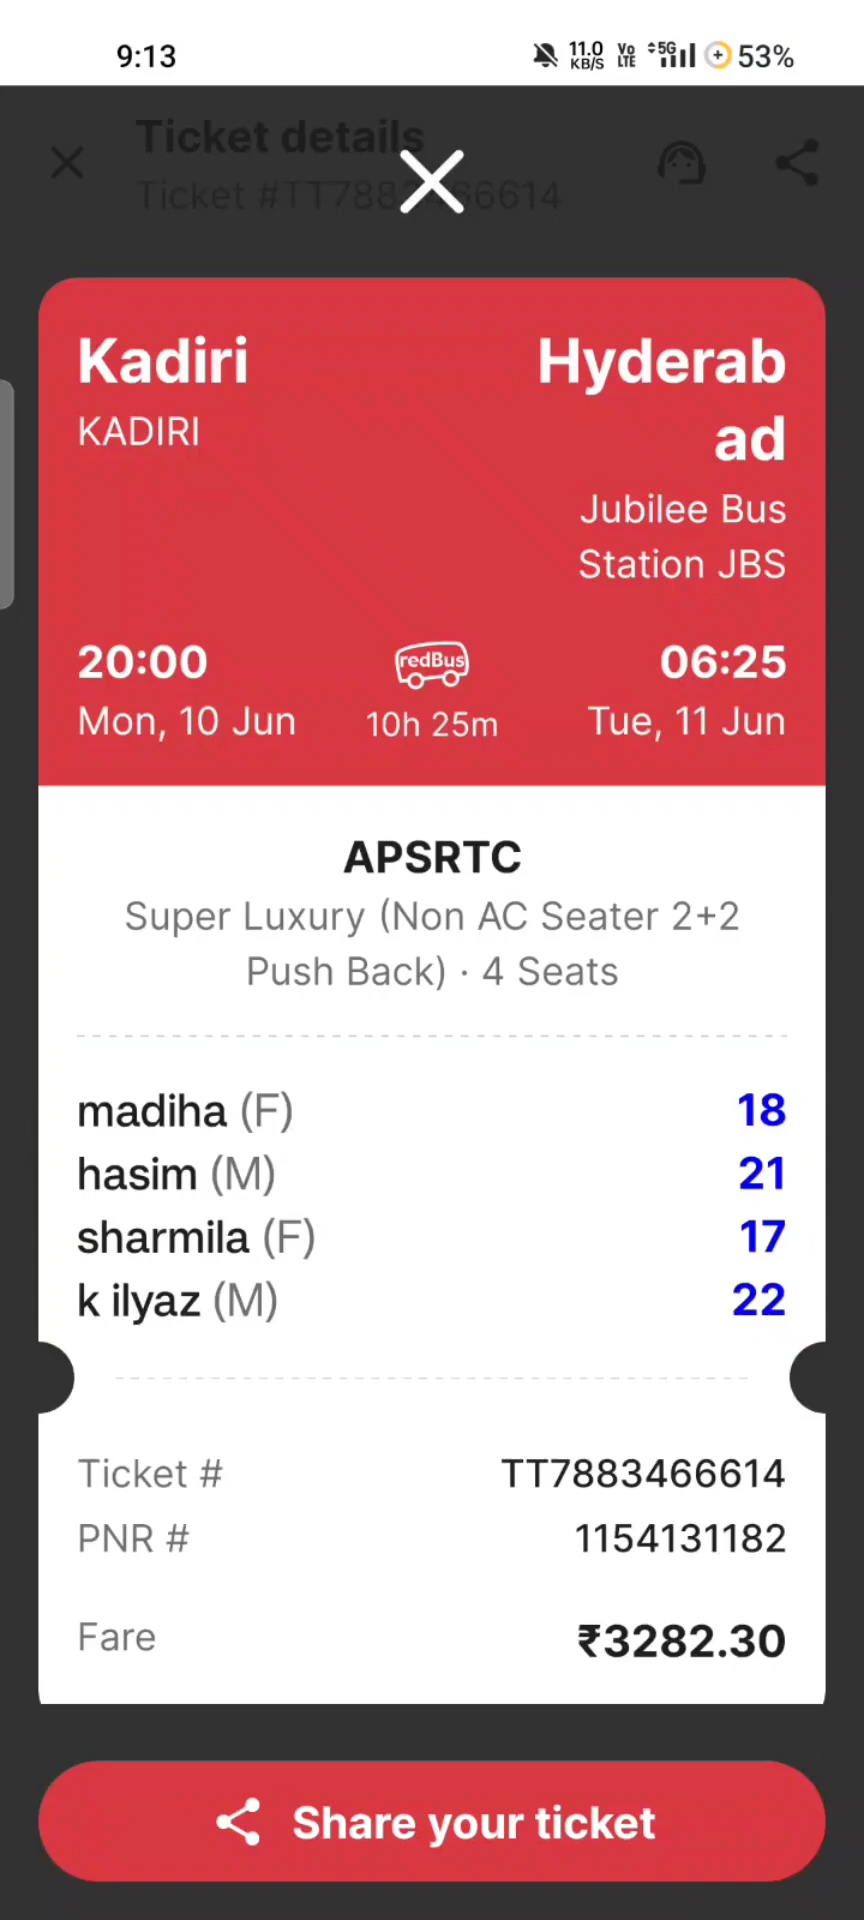 9:13
11.0 KB/S Vo LTE 5G 53%
Ticket details
Ticket #TT7883466614
Kadiri
KADIRI
Hyderab
ad
Jubilee Bus
Station JBS
20:00
redBus
06:25
Mon, 10 Jun
10h 25m
Tue, 11 Jun
APSRTC
Super Luxury (Non AC Seater 2+2
Push Back) · 4 Seats
madiha (F) 18
hasim (M) 21
sharmila (F) 17
k ilyaz (M) 22
Ticket # TT7883466614
PNR # 1154131182
Fare ₹3282.30
Share your ticket